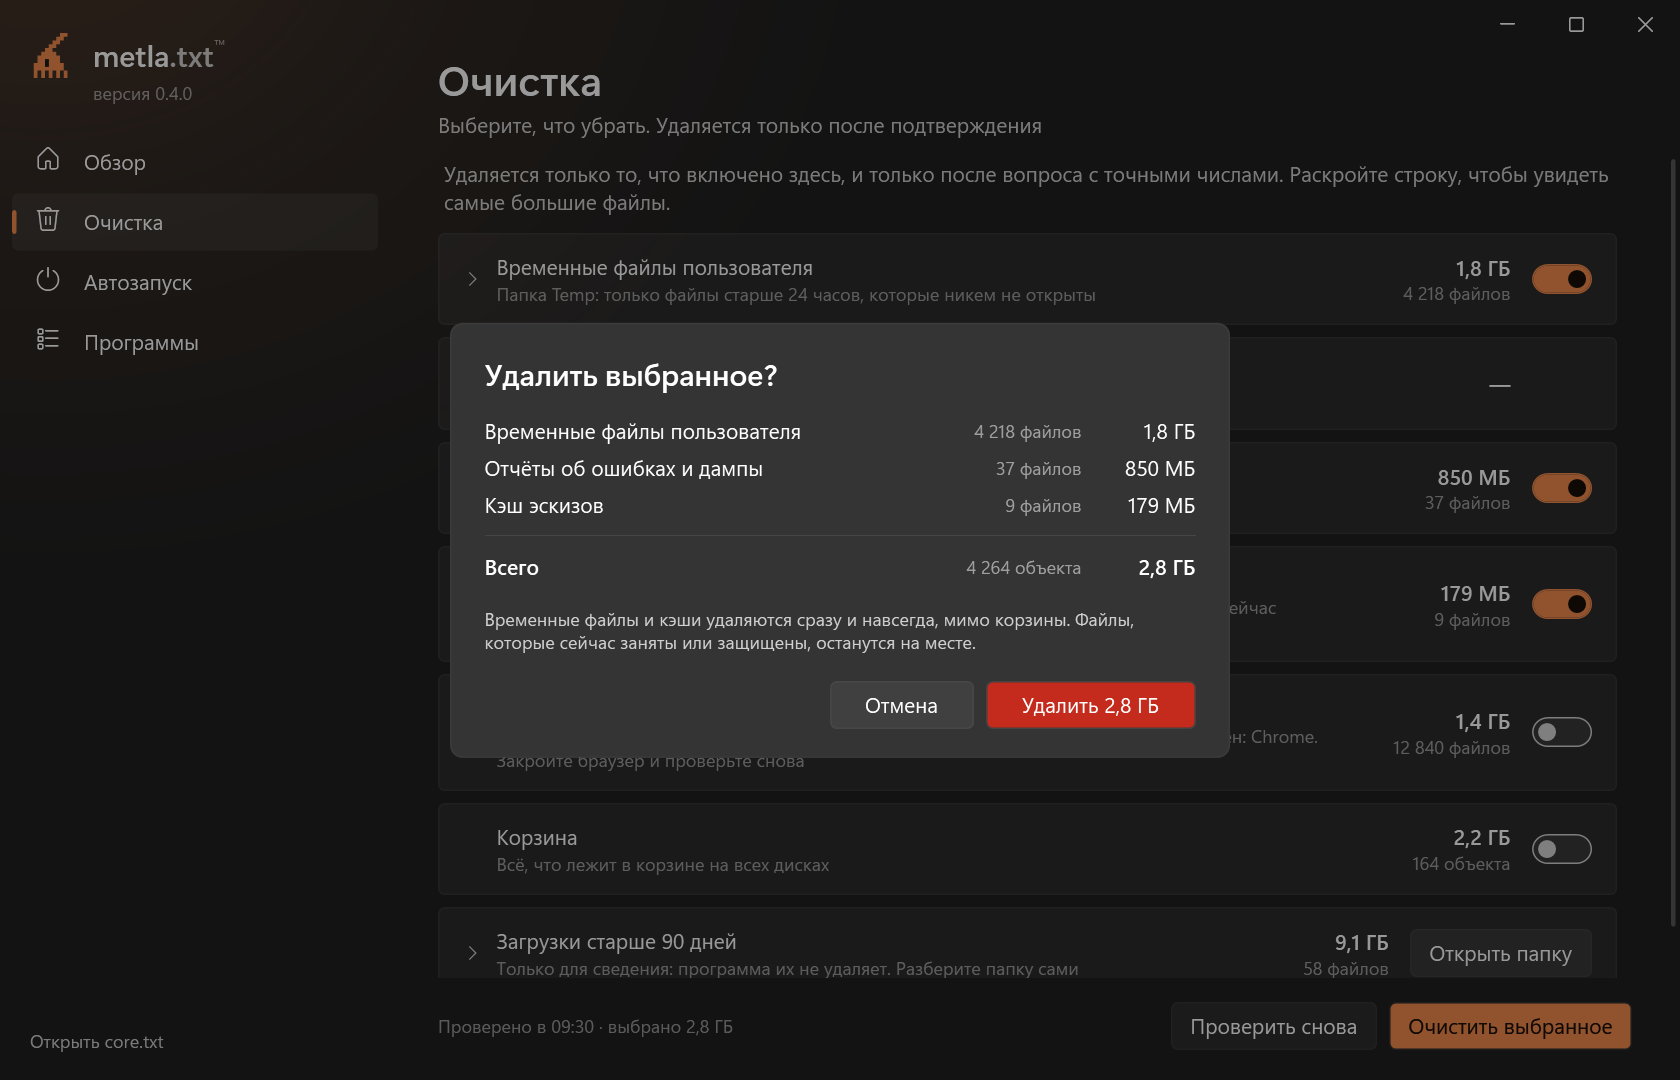 metla.txt™
версия 0.4.0
Обзор
Очистка
Автозапуск
Программы
Открыть core.txt
Очистка
Выберите, что убрать. Удаляется только после подтверждения
Удаляется только то, что включено здесь, и только после вопроса с точными числами. Раскройте строку, чтобы увидеть
самые большие файлы.
Временные файлы пользователя
1,8 ГБ
Папка Temp: только файлы старше 24 часов, которые никем не открыты
4 218 файлов
—
850 МБ
37 файлов
179 МБ
9 файлов
Удалить выбранное?
Временные файлы пользователя 4 218 файлов 1,8 ГБ
Отчёты об ошибках и дампы 37 файлов 850 МБ
Кэш эскизов 9 файлов 179 МБ
Всего 4 264 объекта 2,8 ГБ
Временные файлы и кэши удаляются сразу и навсегда, мимо корзины. Файлы,
которые сейчас заняты или защищены, останутся на месте.
Отмена Удалить 2,8 ГБ
1,4 ГБ
Chrome.
12 840 файлов
Закройте браузер и проверьте снова
Корзина
2,2 ГБ
Всё, что лежит в корзине на всех дисках
164 объекта
Загрузки старше 90 дней
9,1 ГБ
Только для сведения: программа их не удаляет. Разберите папку сами
58 файлов
Открыть папку
Проверено в 09:30 · выбрано 2,8 ГБ
Проверить снова
Очистить выбранное